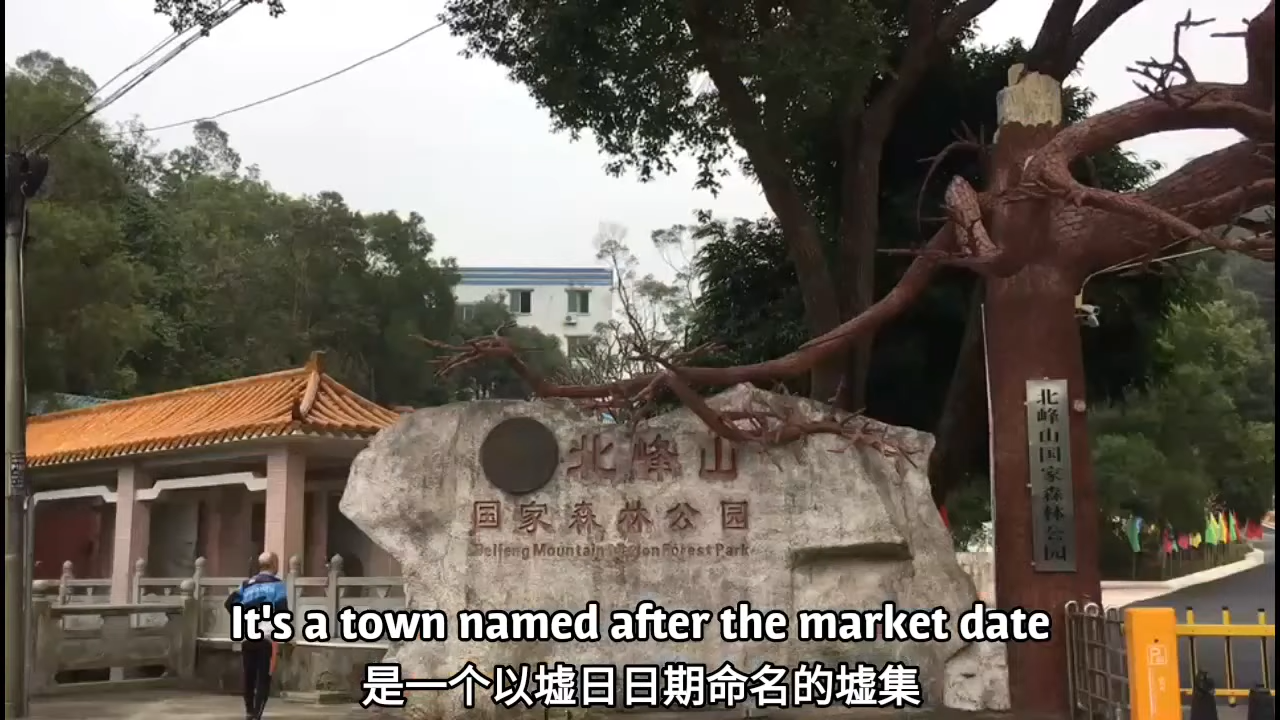 北峰山
国家森林公园
Beifeng Mountain Nation Forest Park
北峰山国家森林公园
It's a town named after the market date
是一个以墟日日期命名的墟集